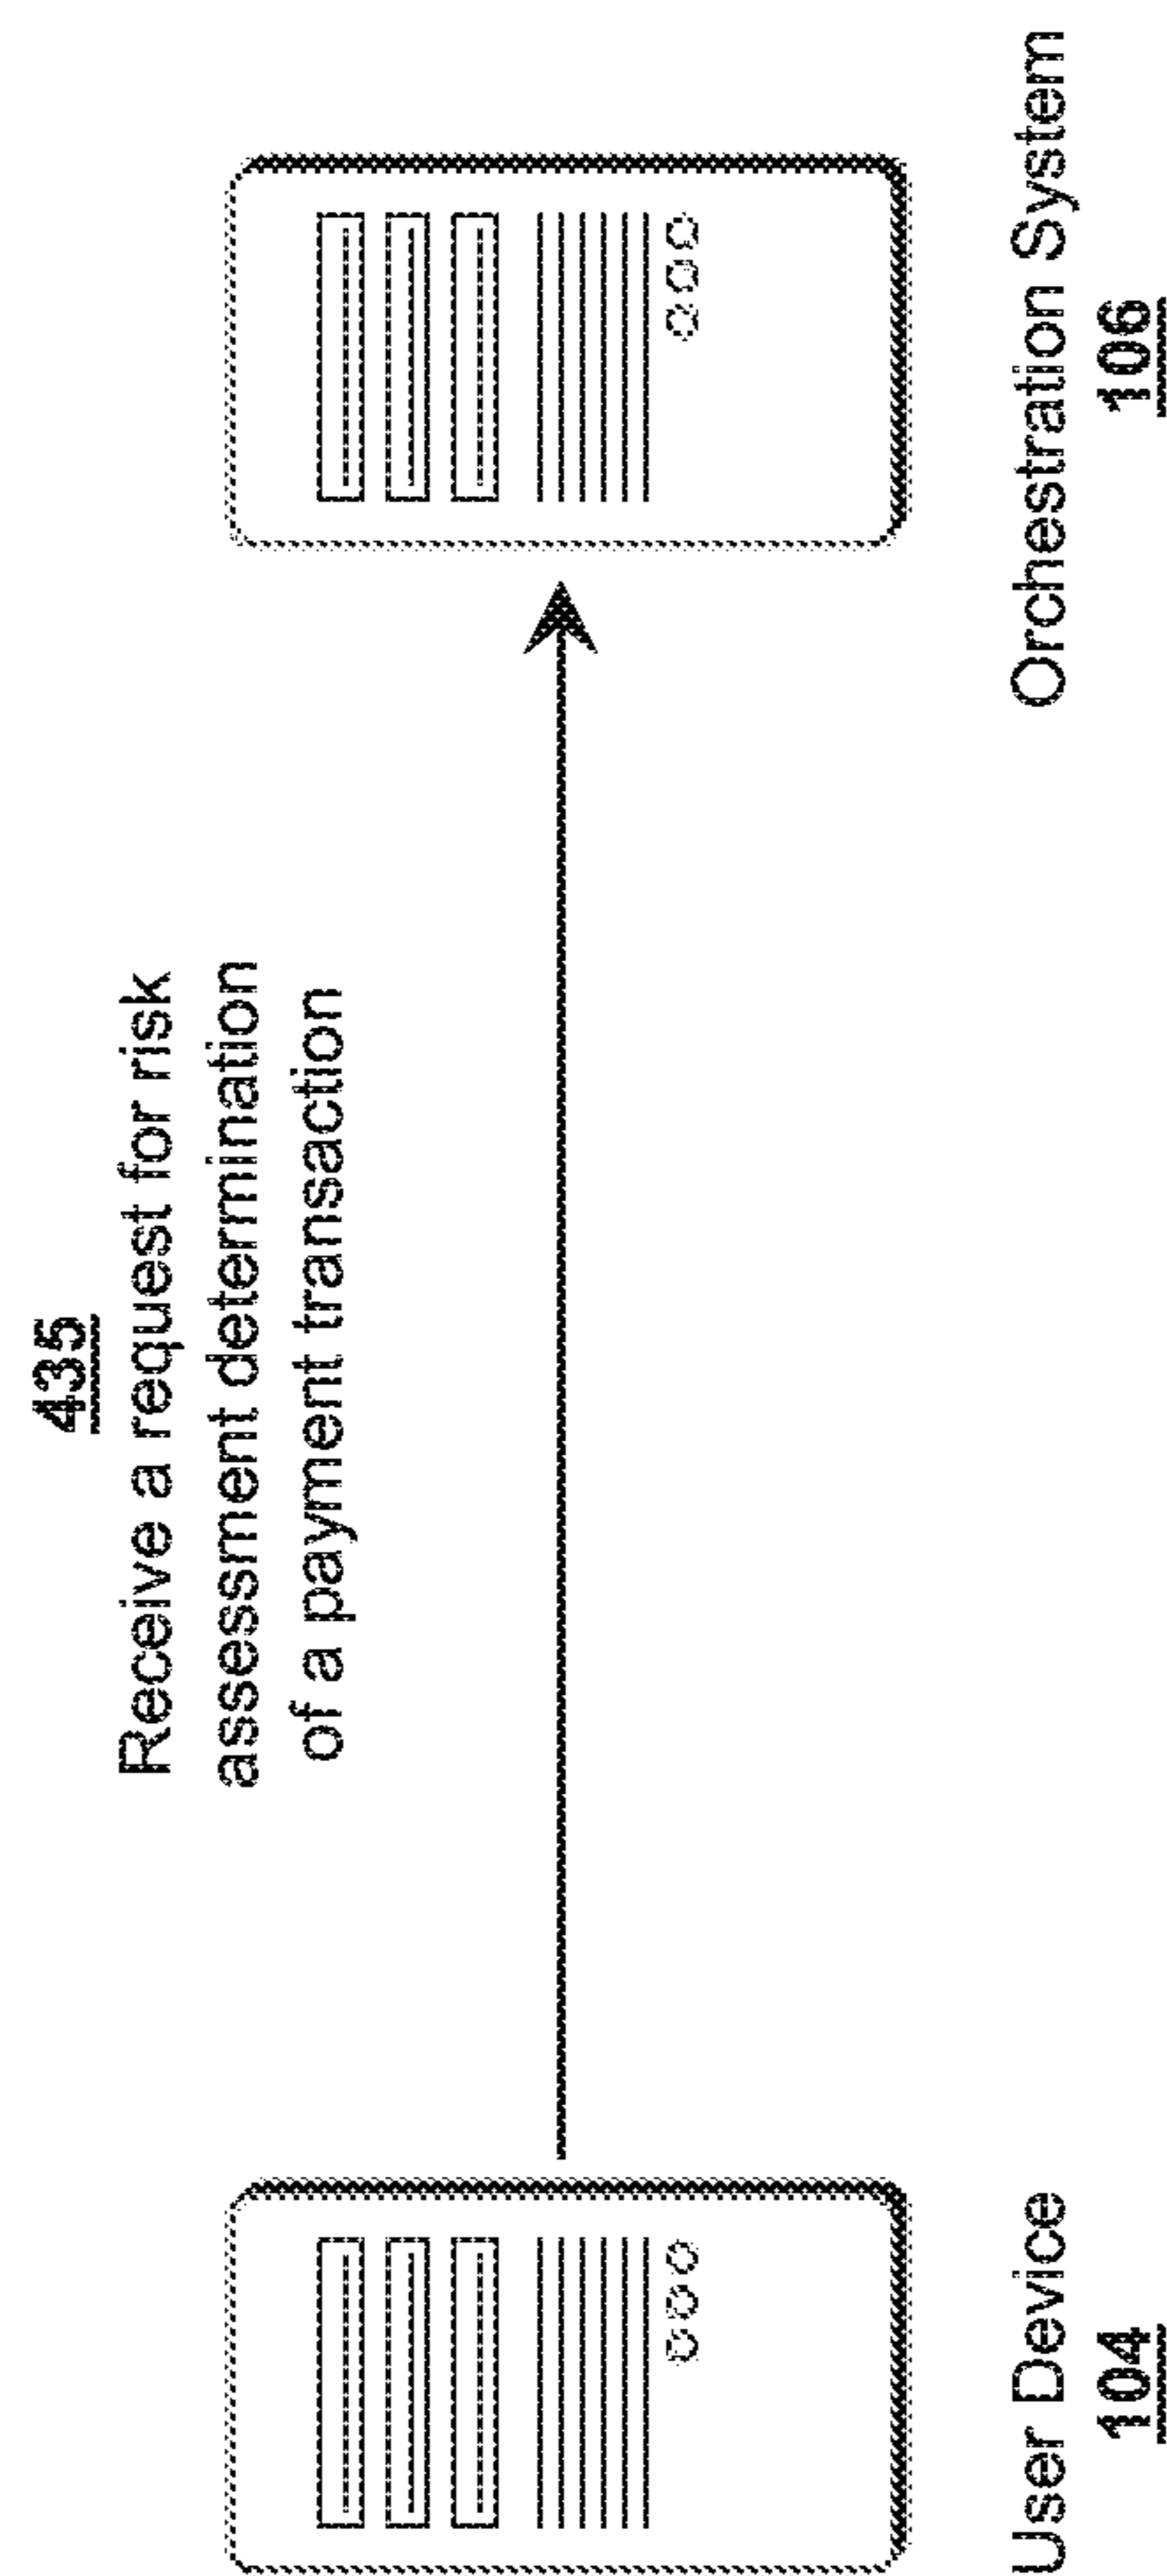 435
Receive a request for risk
assessment determination
of a payment transaction
User Device
104
Orchestration System
106